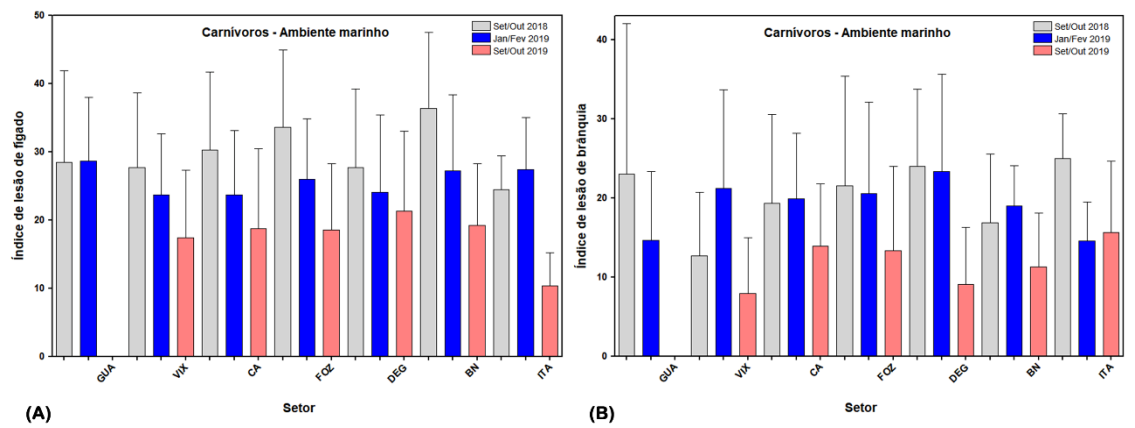 Carnívoros - Ambiente marinho
Set/Out 2018
Jan/Fev 2019
Set/Out 2019
Índice de lesão de fígado
50
40
30
20
10
0
GUA
VIX
CA
FOZ
DEG
BN
ITA
Setor
(A)
Carnívoros - Ambiente marinho
Set/Out 2018
Jan/Fev 2019
Set/Out 2019
Índice de lesão de brânquia
40
30
20
10
0
GUA
VIX
CA
FOZ
DEG
BN
ITA
Setor
(B)